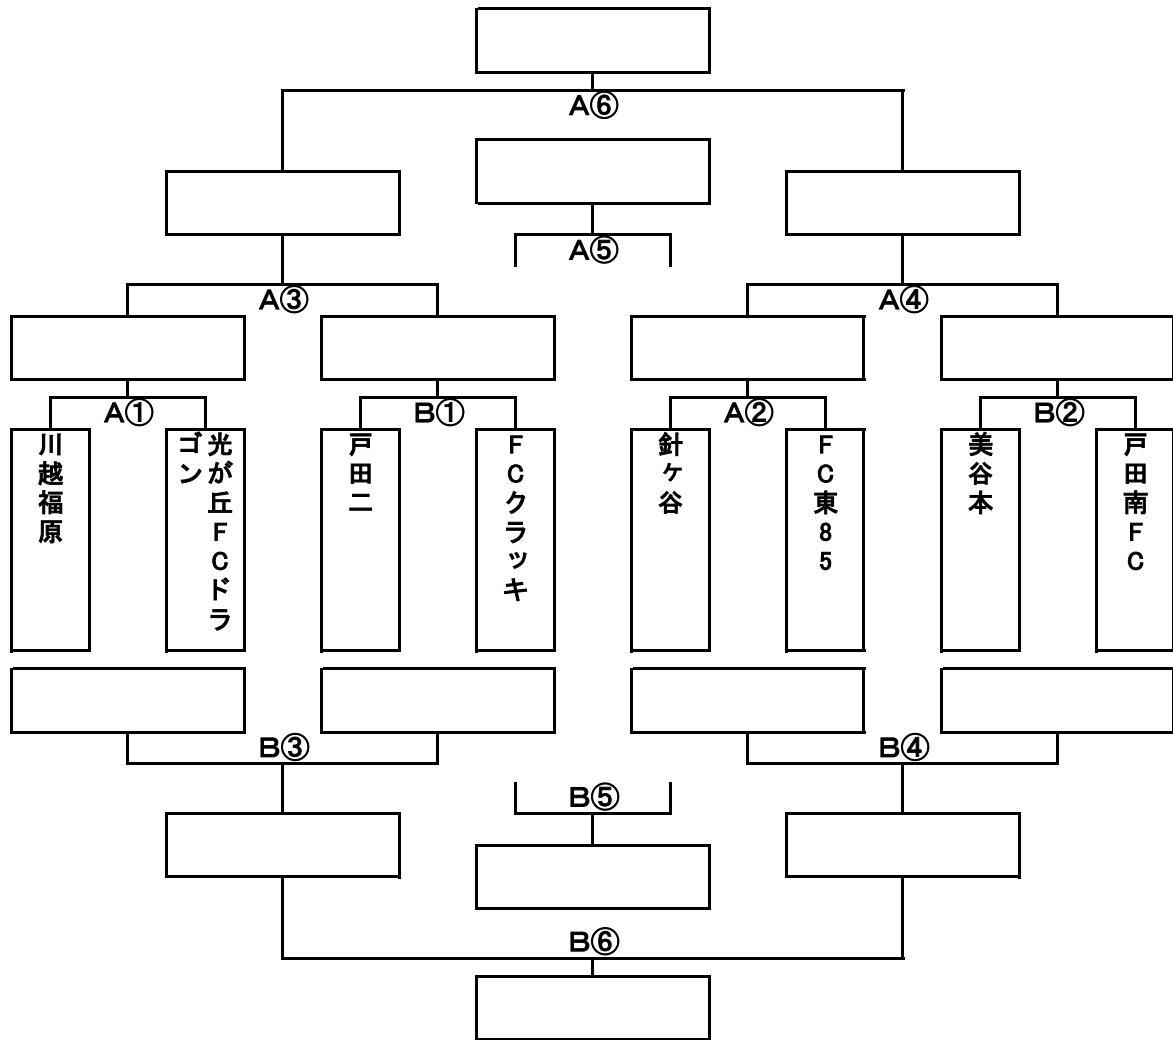 A⑥
A⑤
A③
A④
A①
B①
A②
B②
川越福原
光が丘FCドラ
ゴン
戸田二
FCクラッキ
針ケ谷
FC東85
美谷本
戸田南FC
B③
B④
B⑤
B⑥